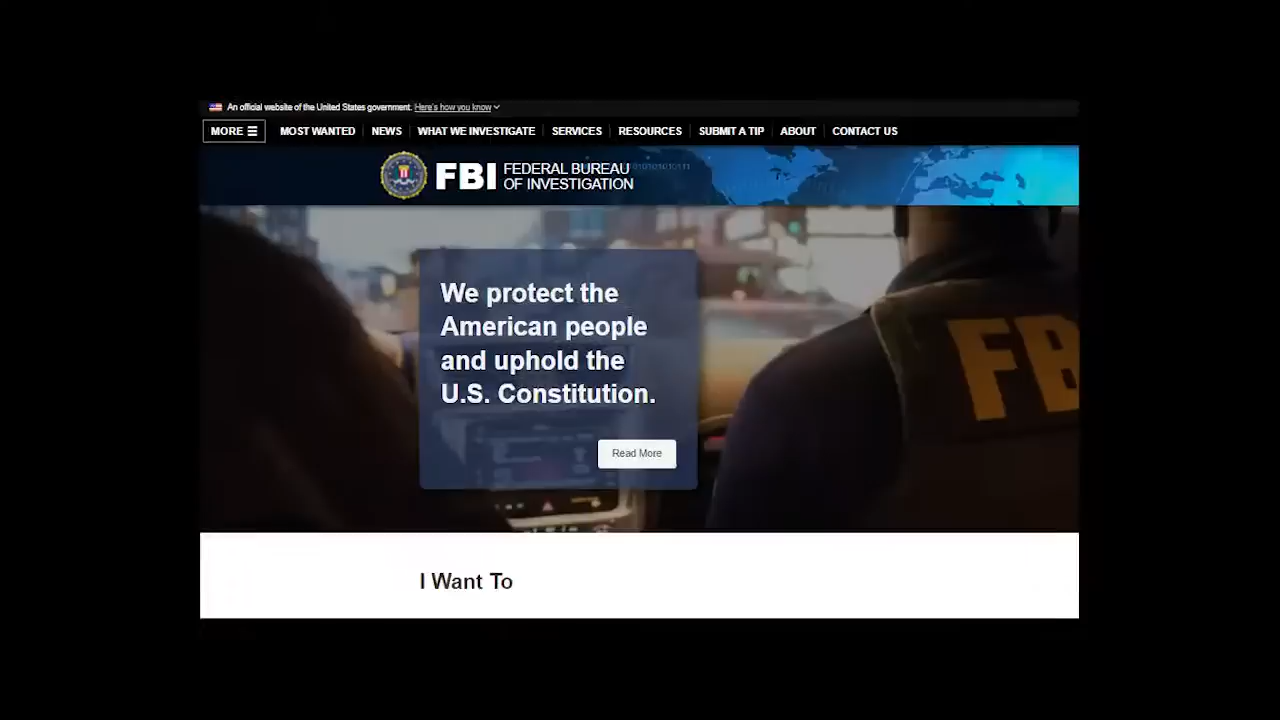 An official website of the United States government. Here's how you know
MORE MOST WANTED NEWS WHAT WE INVESTIGATE SERVICES RESOURCES SUBMIT A TIP ABOUT CONTACT US
FBI FEDERAL BUREAU
OF INVESTIGATION
We protect the
American people
and uphold the
U.S. Constitution.
Read More
FB
I Want To